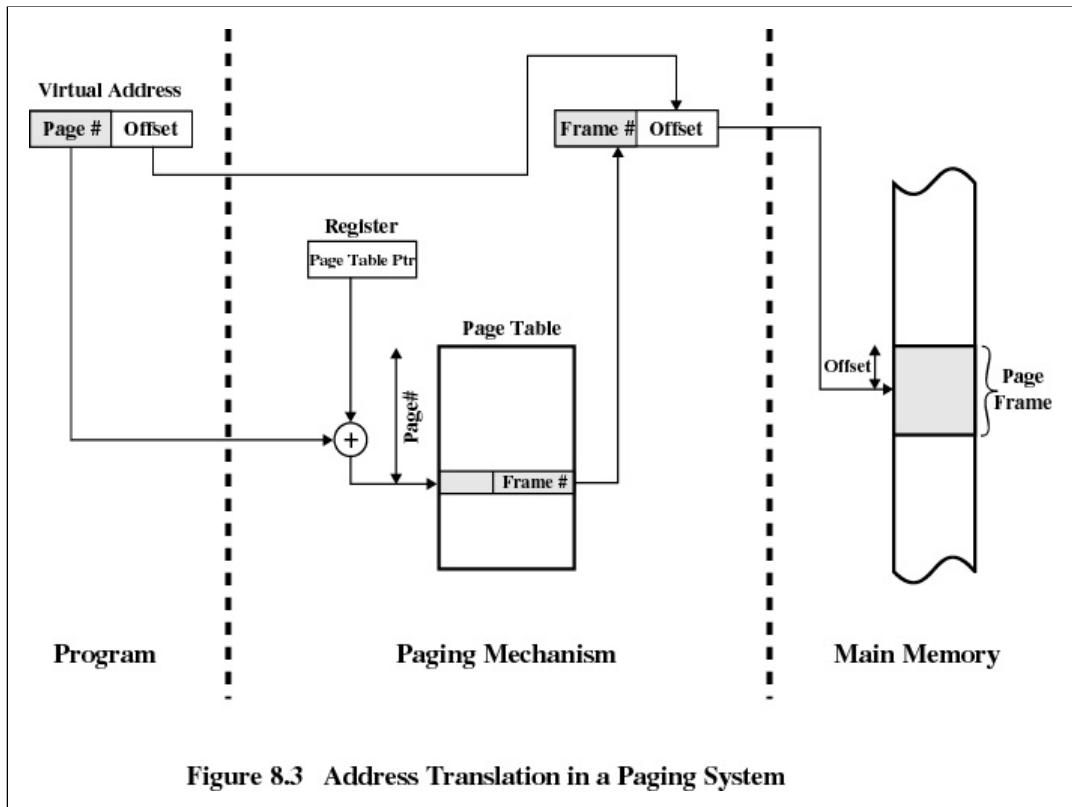 Virtual Address
Page # Offset
Frame # Offset
Register
Page Table Ptr
Page Table
Page#
Frame #
Offset
Page
Frame
Program
Paging Mechanism
Main Memory
Figure 8.3 Address Translation in a Paging System